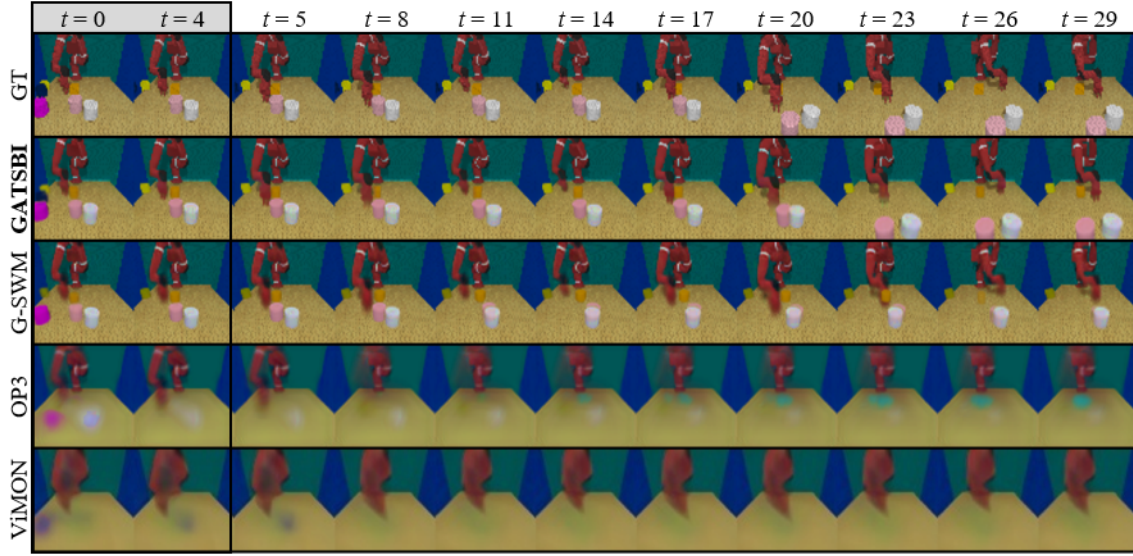 t = 0 t = 4 t = 5 t = 8 t = 11 t = 14 t = 17 t = 20 t = 23 t = 26 t = 29
GT
GATSBI
G-SWM
OP3
ViMON